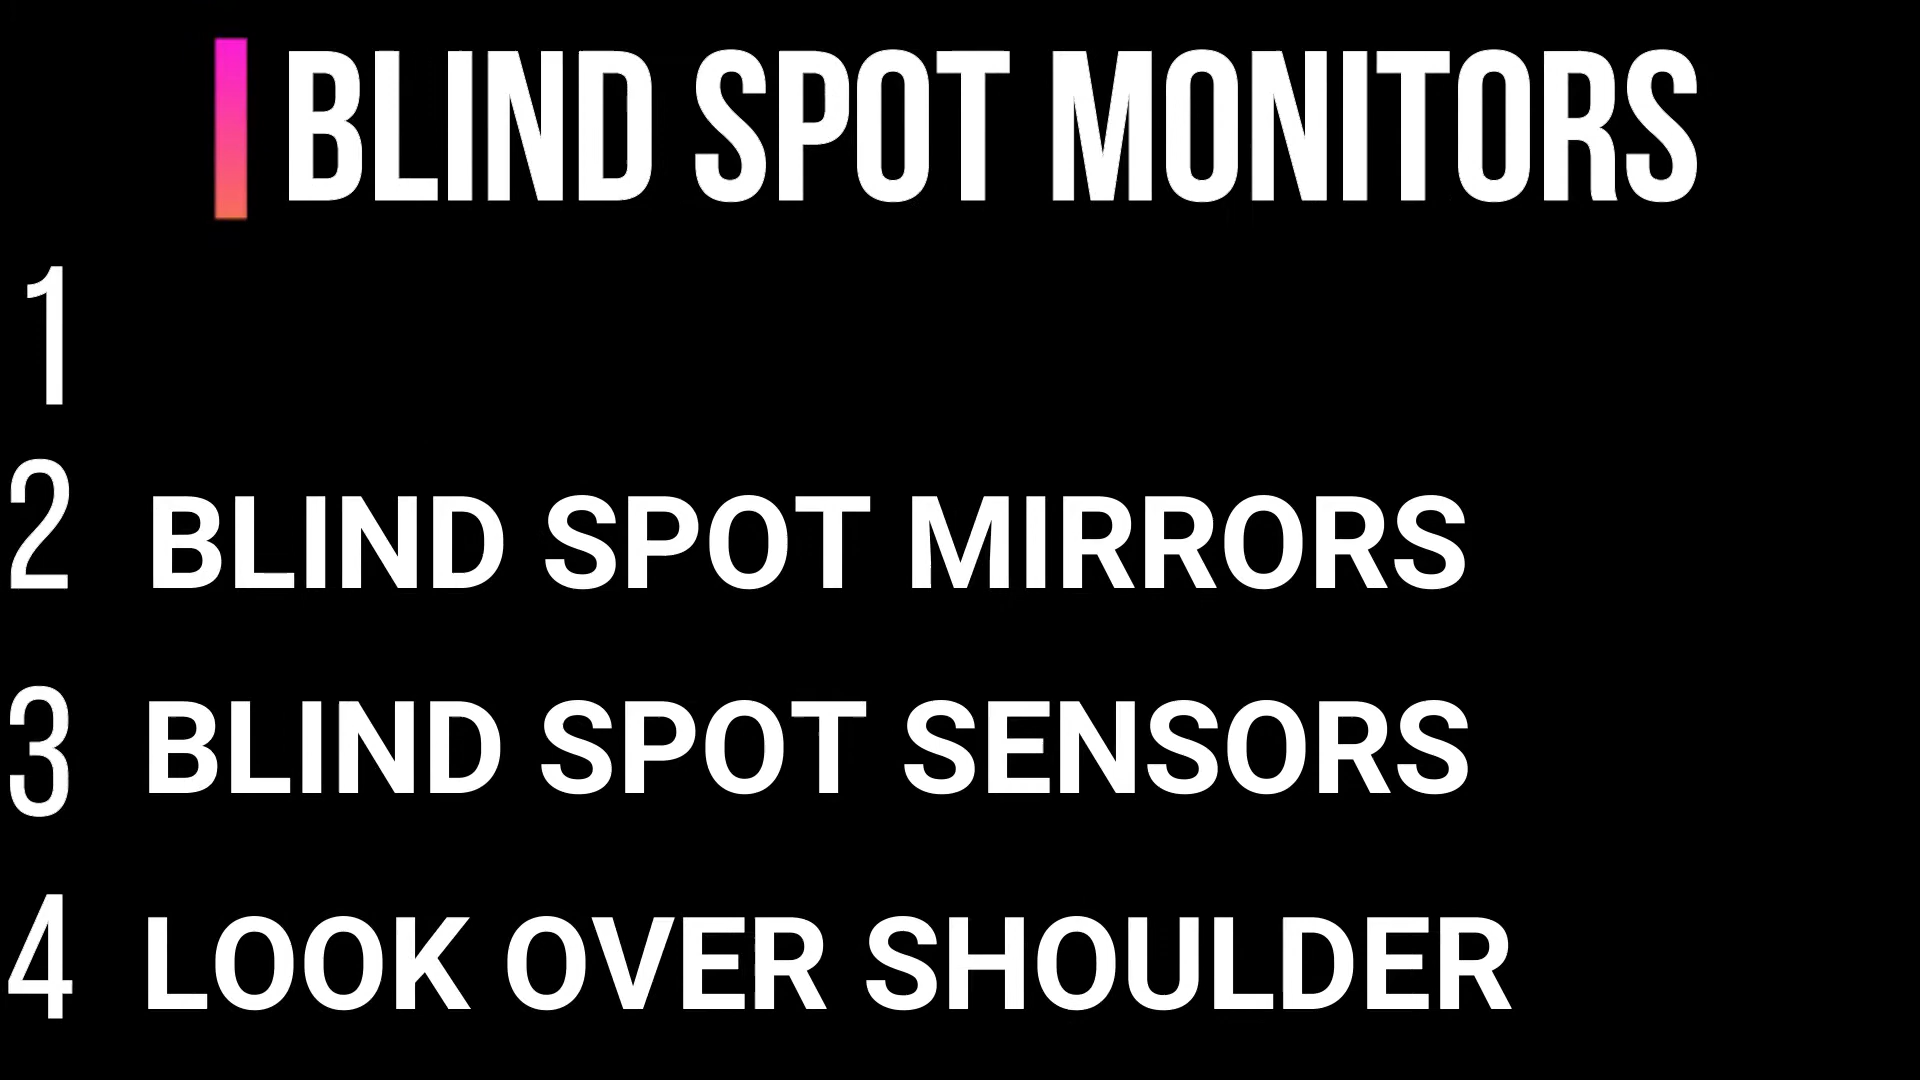 BLIND SPOT MONITORS
1
2 BLIND SPOT MIRRORS
3 BLIND SPOT SENSORS
4 LOOK OVER SHOULDER